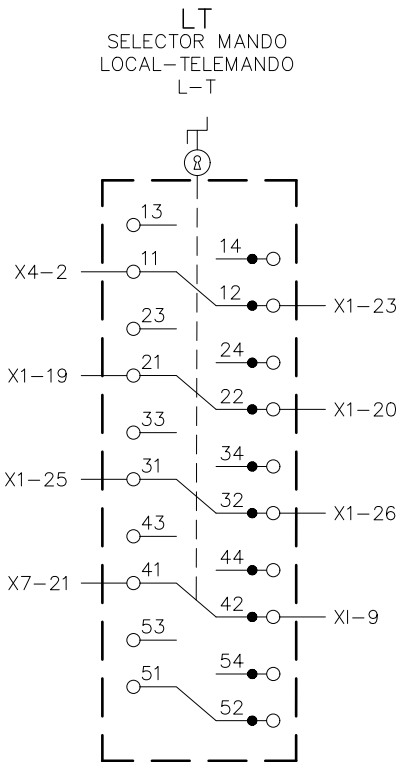 LT
SELECTOR MANDO
LOCAL-TELEMANDO
L-T
13
14
X4-2
11
12
X1-23
23
24
X1-19
21
22
X1-20
33
34
X1-25
31
32
X1-26
43
44
X7-21
41
42
XI-9
53
54
51
52